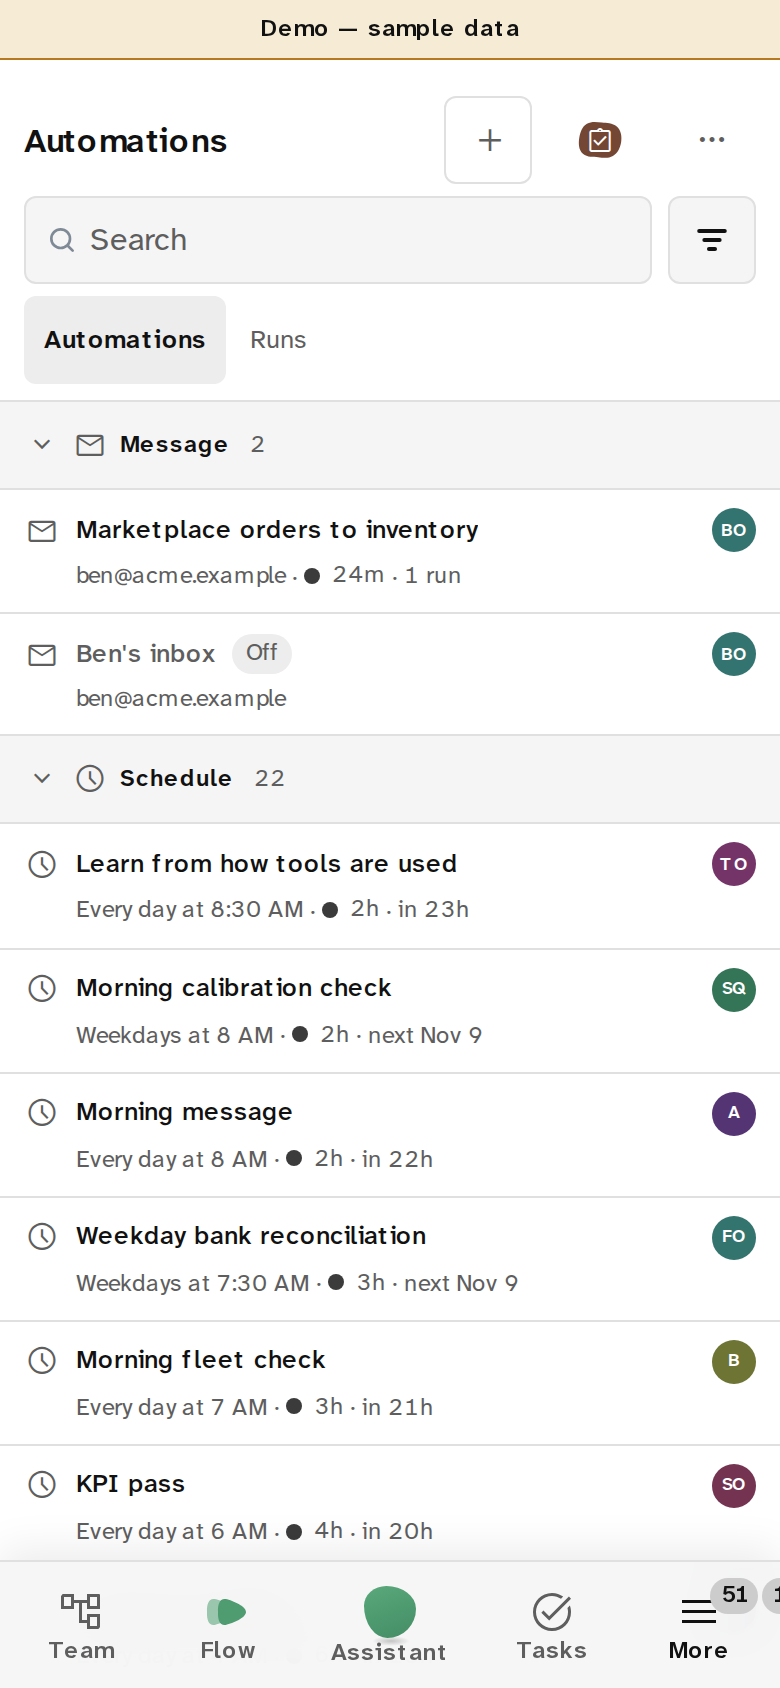 Demo — sample data
Automations
Search
Automations Runs
Message 2
Marketplace orders to inventory BO
ben@acme.example · 24m · 1 run
Ben's inbox Off BO
ben@acme.example
Schedule 22
Learn from how tools are used TO
Every day at 8:30 AM · 2h · in 23h
Morning calibration check SQ
Weekdays at 8 AM · 2h · next Nov 9
Morning message A
Every day at 8 AM · 2h · in 22h
Weekday bank reconciliation FO
Weekdays at 7:30 AM · 3h · next Nov 9
Morning fleet check B
Every day at 7 AM · 3h · in 21h
KPI pass SO
Every day at 6 AM · 4h · in 20h
51
Team Flow Assistant Tasks More